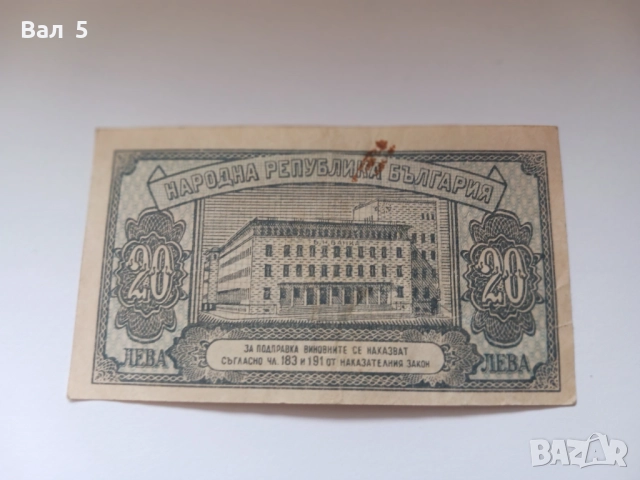 Вал 5
НАРОДНА РЕПУБЛИКА БЪЛГАРИЯ
20
20
ЛЕВА
ЛЕВА
ЗА ПОДПРАВКА ВИНОВНИТЕ СЕ НАКАЗВАТ
СЪГЛАСНО ЧЛ. 183 И 191 ОТ НАКАЗАТЕЛНИЯ ЗАКОН
BAZAR